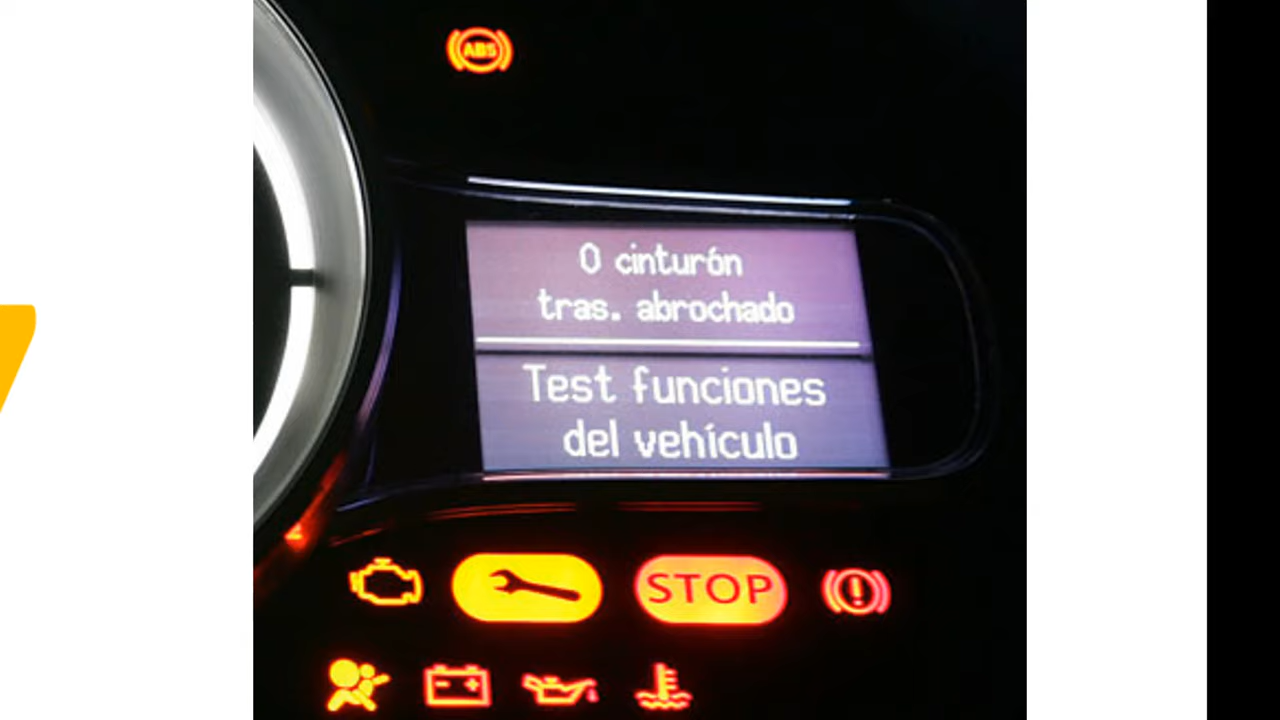 ABS
0 cinturón
tras. abrochado
Test funciones
del vehículo
STOP